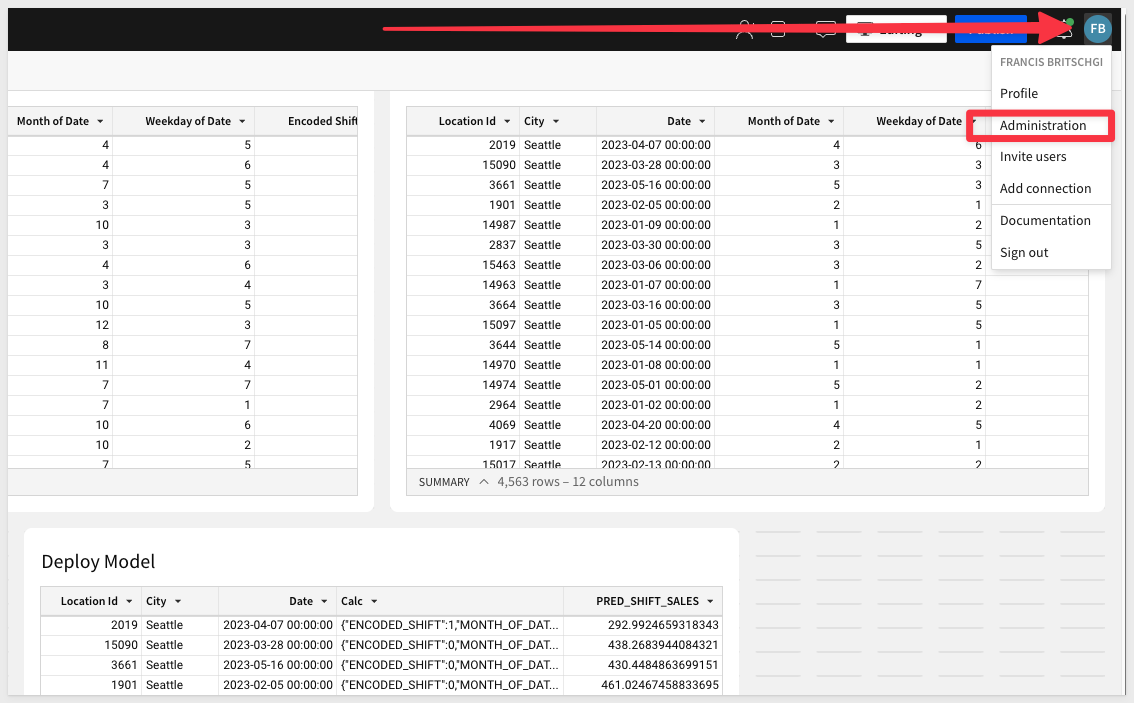 FB
FRANCIS BRITSCHGI
Profile
Administration
Invite users
Add connection
Documentation
Sign out
Month of Date Weekday of Date Encoded Shift
4 5
4 6
7 5
3 5
10 3
3 3
4 6
3 4
10 5
12 3
8 7
11 4
7 7
7 1
10 6
10 2
7 5
Location Id City Date Month of Date Weekday of Date
2019 Seattle 2023-04-07 00:00:00 4 6
15090 Seattle 2023-03-28 00:00:00 3 3
3661 Seattle 2023-05-16 00:00:00 5 3
1901 Seattle 2023-02-05 00:00:00 2 1
14987 Seattle 2023-01-09 00:00:00 1 2
2837 Seattle 2023-03-30 00:00:00 3 5
15463 Seattle 2023-03-06 00:00:00 3 2
14963 Seattle 2023-01-07 00:00:00 1 7
3664 Seattle 2023-03-16 00:00:00 3 5
15097 Seattle 2023-01-05 00:00:00 1 5
3644 Seattle 2023-05-14 00:00:00 5 1
14970 Seattle 2023-01-08 00:00:00 1 1
14974 Seattle 2023-05-01 00:00:00 5 2
2964 Seattle 2023-01-02 00:00:00 1 2
4069 Seattle 2023-04-20 00:00:00 4 5
1917 Seattle 2023-02-12 00:00:00 2 1
15017 Seattle 2023-02-13 00:00:00 2 2
SUMMARY 4,563 rows – 12 columns
Deploy Model
Location Id City Date Calc PRED_SHIFT_SALES
2019 Seattle 2023-04-07 00:00:00 {"ENCODED_SHIFT":1,"MONTH_OF_DAT... 292.9924659318343
15090 Seattle 2023-03-28 00:00:00 {"ENCODED_SHIFT":0,"MONTH_OF_DAT... 438.2683944084321
3661 Seattle 2023-05-16 00:00:00 {"ENCODED_SHIFT":0,"MONTH_OF_DAT... 430.4484863699151
1901 Seattle 2023-02-05 00:00:00 {"ENCODED_SHIFT":0,"MONTH_OF_DAT... 461.02467458833695